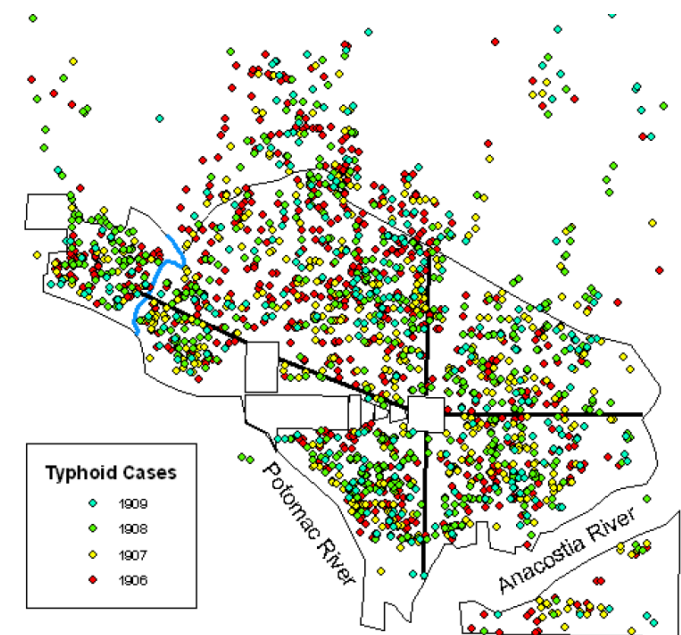 Typhoid Cases
1909
1908
1907
1906
Potomac River
Anacostia River